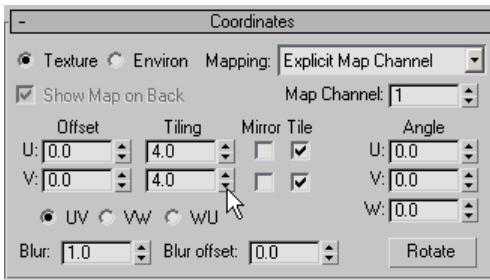 - Coordinates
Texture Environ Mapping: Explicit Map Channel
Show Map on Back Map Channel: 1
Offset Tiling Mirror Tile Angle
U: 0.0 4.0 U: 0.0
V: 0.0 4.0 V: 0.0
W: 0.0
UV VW WU
Blur: 1.0 Blur offset: 0.0 Rotate